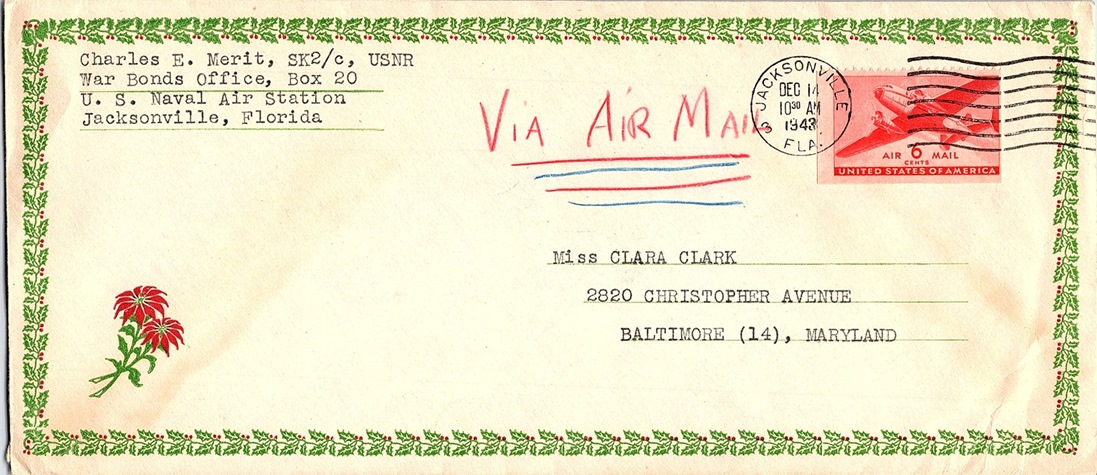 Charles E. Merit, SK2/c, USNR
War Bonds Office, Box 20
U. S. Naval Air Station
Jacksonville, Florida
VIA AIR MAIL
JACKSONVILLE
DEC 14
10 30 AM
1943
FLA.
AIR 6 MAIL
CENTS
UNITED STATES OF AMERICA
Miss CLARA CLARK
2820 CHRISTOPHER AVENUE
BALTIMORE (14), MARYLAND